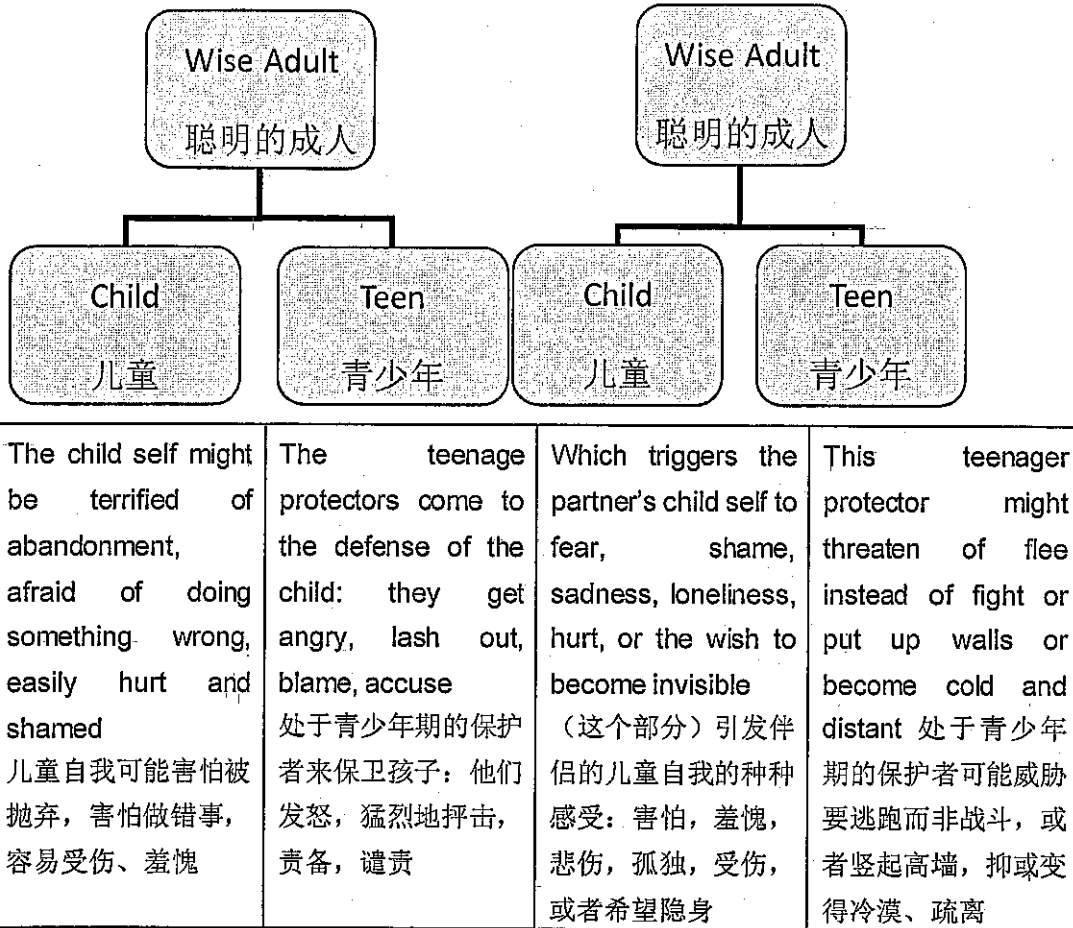 Wise Adult
聪明的成人
Wise Adult
聪明的成人
Child
儿童
Teen
青少年
Child
儿童
Teen
青少年
The child self might
be terrified of
abandonment,
afraid of doing
something wrong,
easily hurt and
shamed
儿童自我可能害怕被
抛弃，害怕做错事，
容易受伤、羞愧
The teenage
protectors come to
the defense of the
child: they get
angry, lash out,
blame, accuse
处于青少年期的保护
者来保卫孩子：他们
发怒，猛烈地抨击，
责备，谴责
Which triggers the
partner's child self to
fear, shame,
sadness, loneliness,
hurt, or the wish to
become invisible
（这个部分）引发伴
侣的儿童自我的种种
感受：害怕，羞愧，
悲伤，孤独，受伤，
或者希望隐身
This teenager
protector might
threaten of flee
instead of fight or
put up walls or
become cold and
distant 处于青少年
期的保护者可能威胁
要逃跑而非战斗，或
者竖起高墙，抑或变
得冷漠、疏离